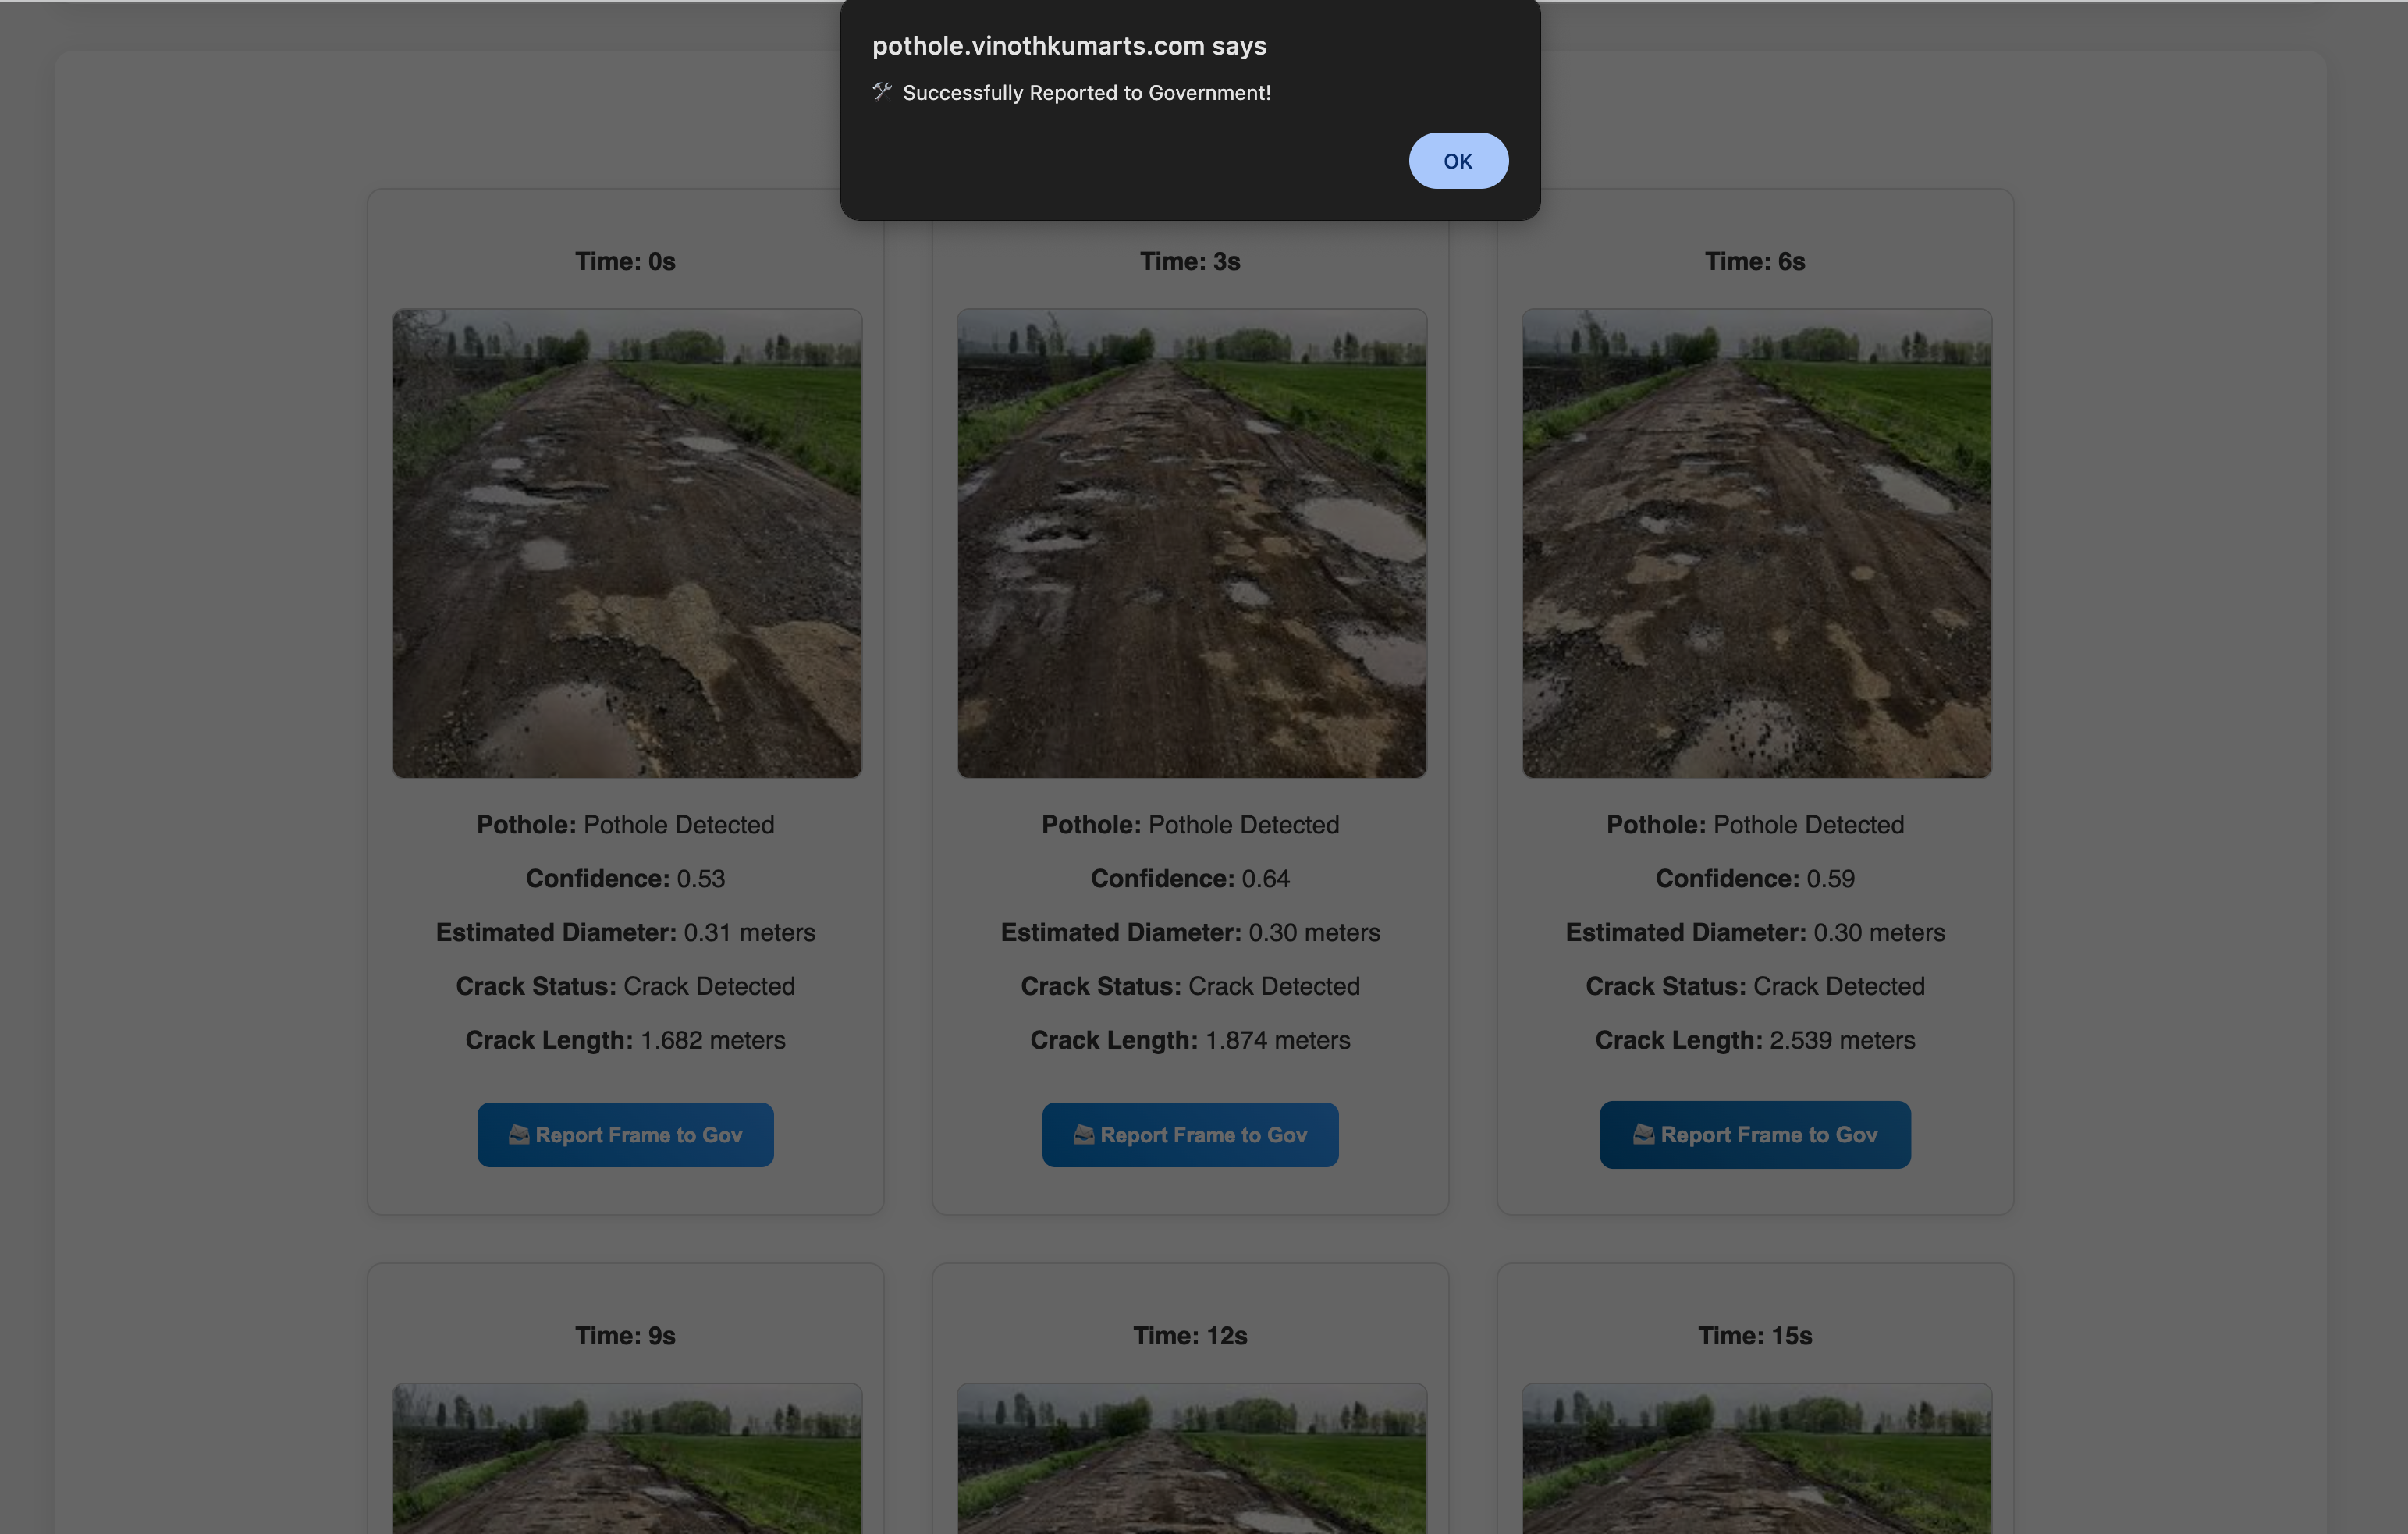 pothole.vinothkumarts.com says
🛠 Successfully Reported to Government!
OK
Time: 0s
Pothole: Pothole Detected
Confidence: 0.53
Estimated Diameter: 0.31 meters
Crack Status: Crack Detected
Crack Length: 1.682 meters
Report Frame to Gov
Time: 3s
Pothole: Pothole Detected
Confidence: 0.64
Estimated Diameter: 0.30 meters
Crack Status: Crack Detected
Crack Length: 1.874 meters
Report Frame to Gov
Time: 6s
Pothole: Pothole Detected
Confidence: 0.59
Estimated Diameter: 0.30 meters
Crack Status: Crack Detected
Crack Length: 2.539 meters
Report Frame to Gov
Time: 9s
Time: 12s
Time: 15s